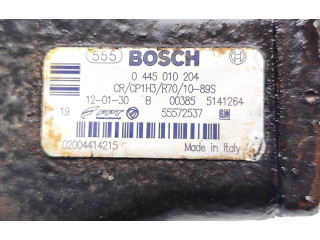 555 BOSCH
0 445 010 204
CR/CP1H3/R70/10-89S
12-01-30 B 00385 5141264
19 55572537
02004414215 Made in Italy